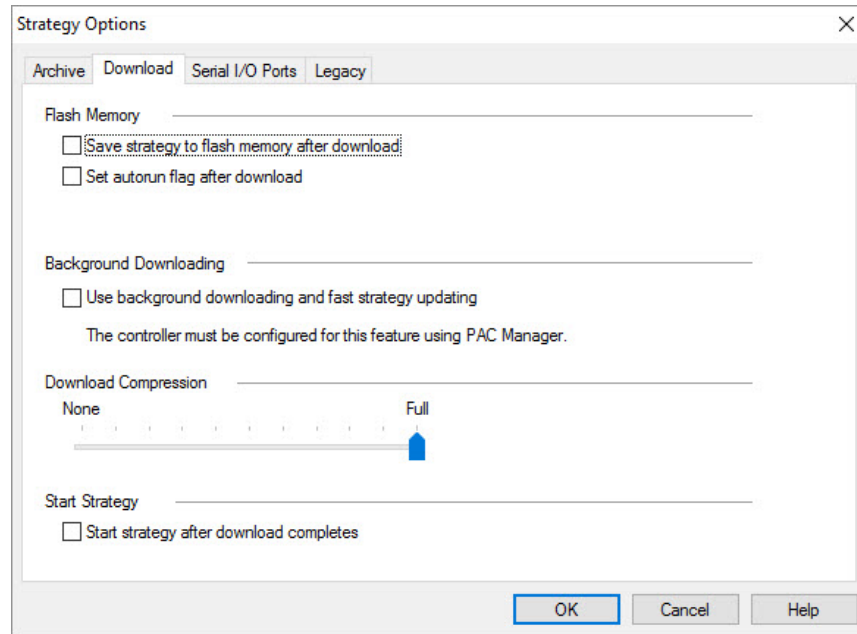 Strategy Options
Archive Download Serial I/O Ports Legacy
Flash Memory
Save strategy to flash memory after download
Set autorun flag after download
Background Downloading
Use background downloading and fast strategy updating
The controller must be configured for this feature using PAC Manager.
Download Compression
None Full
Start Strategy
Start strategy after download completes
OK Cancel Help